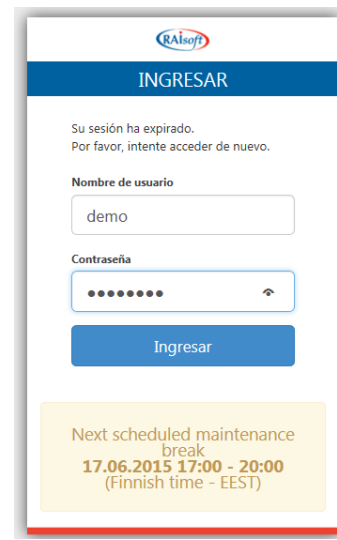 RAIsoft
INGRESAR
Su sesión ha expirado.
Por favor, intente acceder de nuevo.
Nombre de usuario
demo
Contraseña
●●●●●●●●
Ingresar
Next scheduled maintenance
break
17.06.2015 17:00 - 20:00
(Finnish time - EEST)